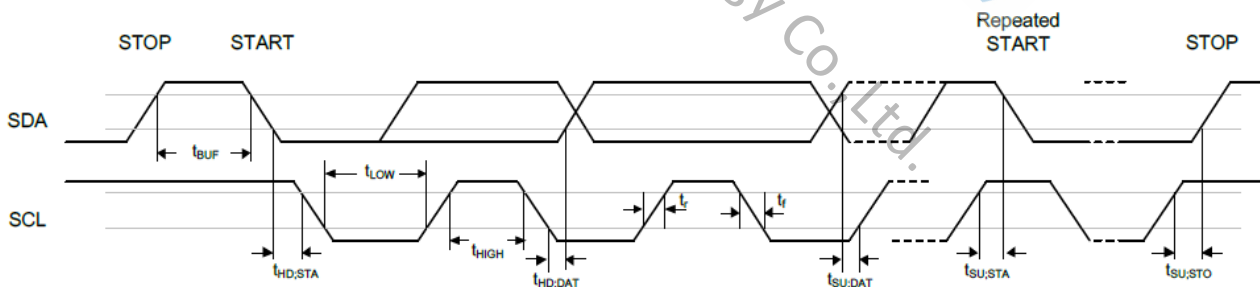 Repeated
STOP START START STOP
SDA
tBUF
tLOW
SCL
tr tf
tHD;STA tHIGH tHD;DAT tSU;DAT tSU;STA tSU;STO
Co., Ltd.